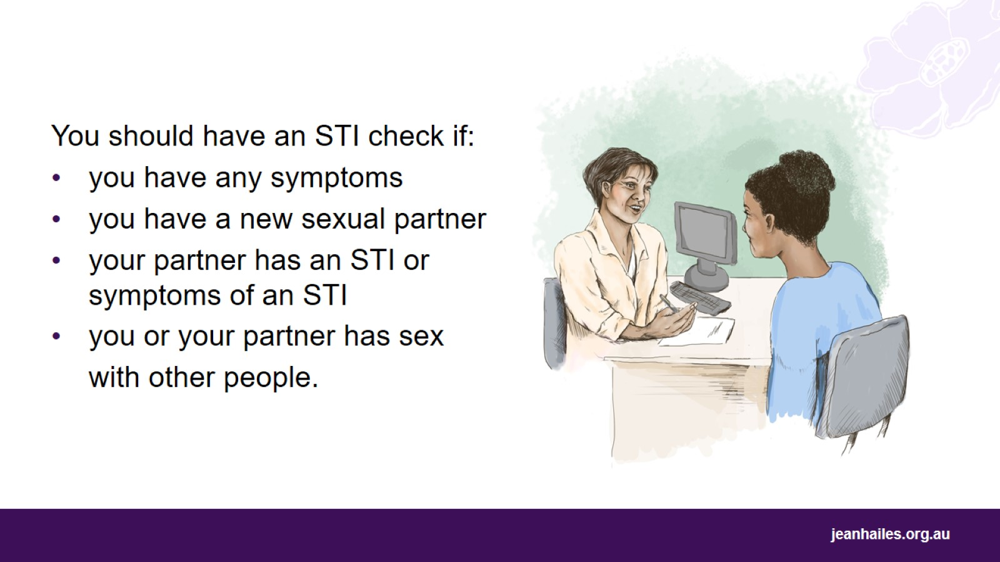 You should have an STI check if:
• you have any symptoms
• you have a new sexual partner
• your partner has an STI or
symptoms of an STI
• you or your partner has sex
with other people.
jeanhailes.org.au